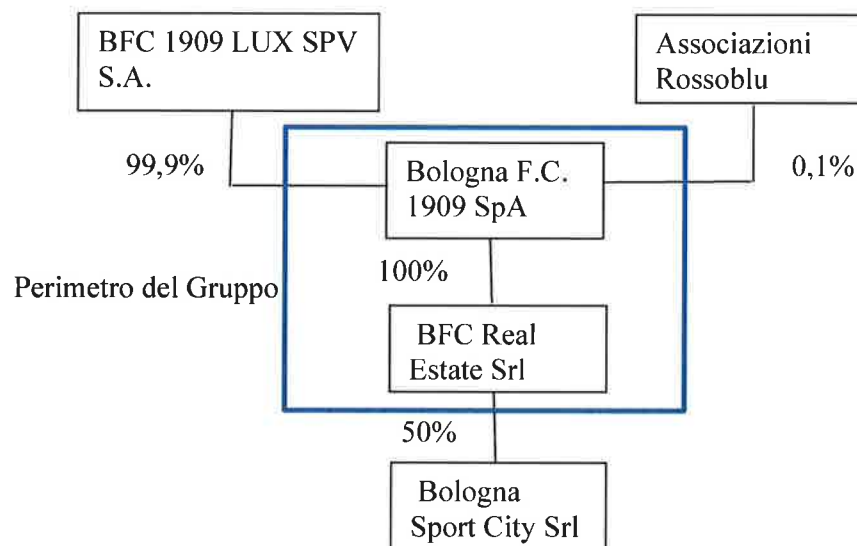 BFC 1909 LUX SPV
S.A.
Associazioni
Rossoblu
99,9%
Bologna F.C.
1909 SpA
0,1%
100%
Perimetro del Gruppo
BFC Real
Estate Srl
50%
Bologna
Sport City Srl